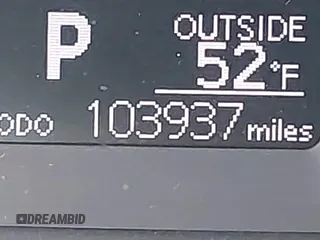 P
OUTSIDE
52°F
ODO 103937 miles
DREAMBID